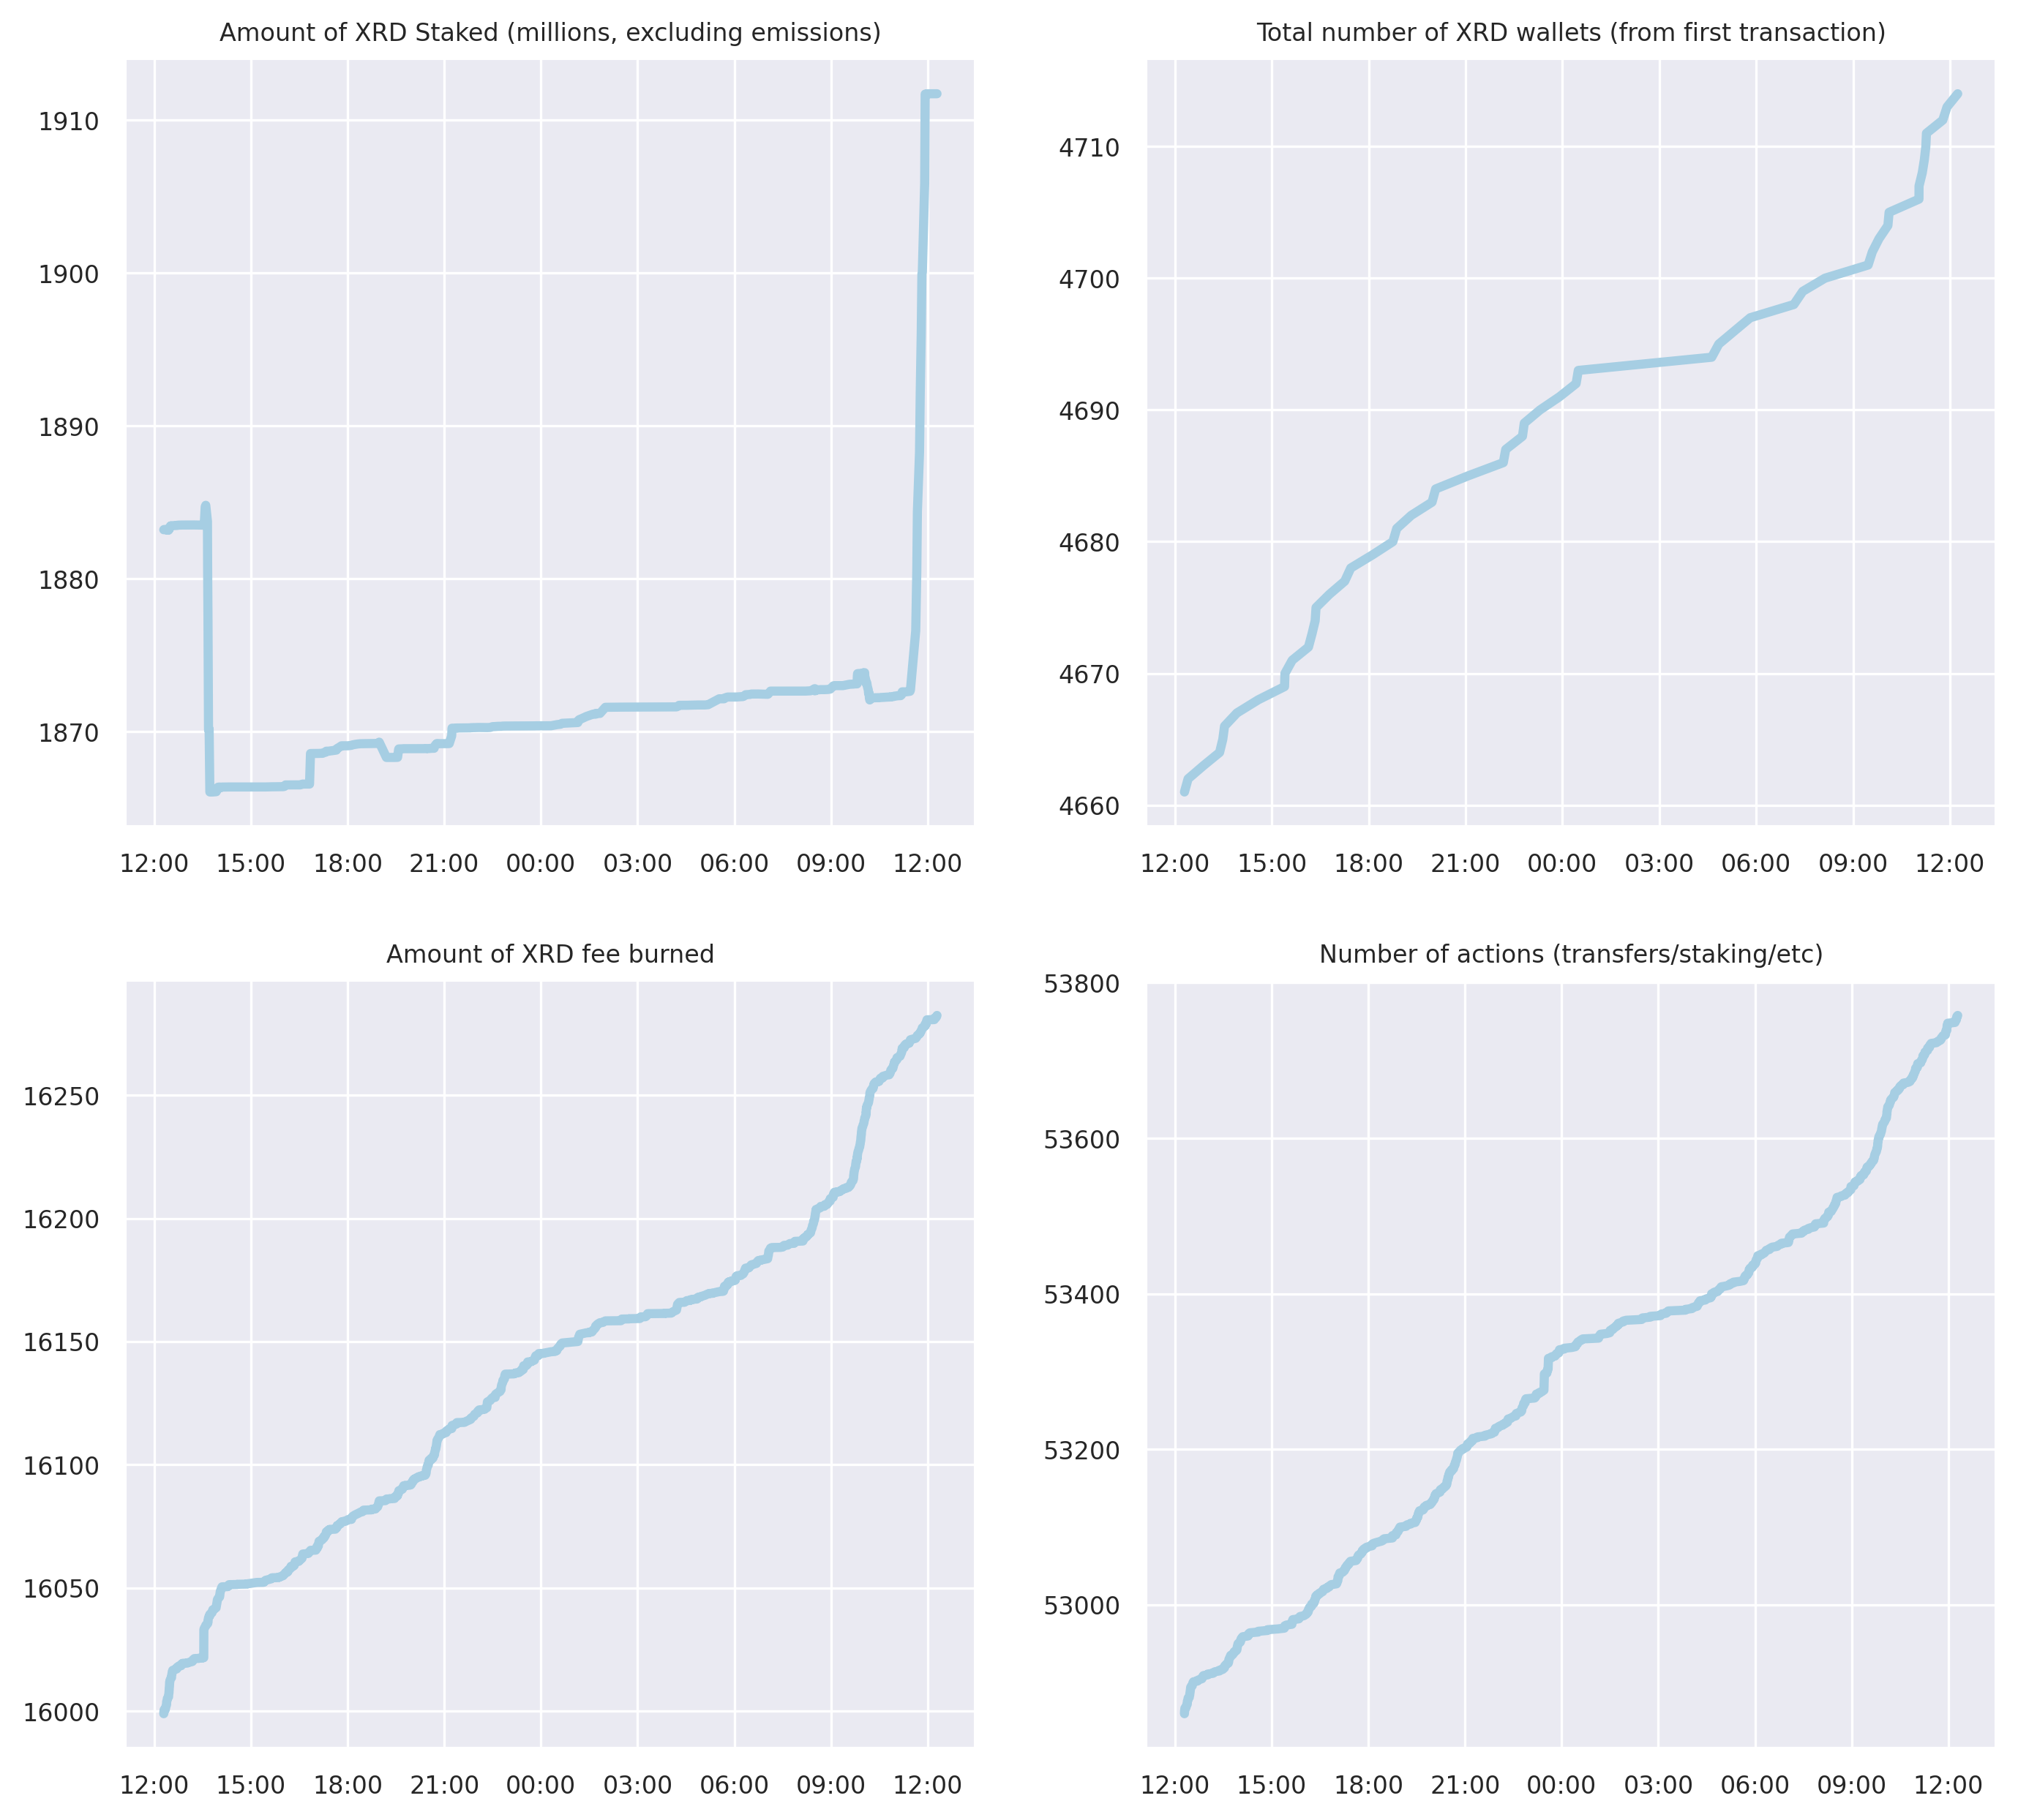 Amount of XRD Staked (millions, excluding emissions)
1910
1900
1890
1880
1870
12:00 15:00 18:00 21:00 00:00 03:00 06:00 09:00 12:00
Total number of XRD wallets (from first transaction)
4710
4700
4690
4680
4670
4660
12:00 15:00 18:00 21:00 00:00 03:00 06:00 09:00 12:00
Amount of XRD fee burned
16250
16200
16150
16100
16050
16000
12:00 15:00 18:00 21:00 00:00 03:00 06:00 09:00 12:00
Number of actions (transfers/staking/etc)
53800
53600
53400
53200
53000
12:00 15:00 18:00 21:00 00:00 03:00 06:00 09:00 12:00